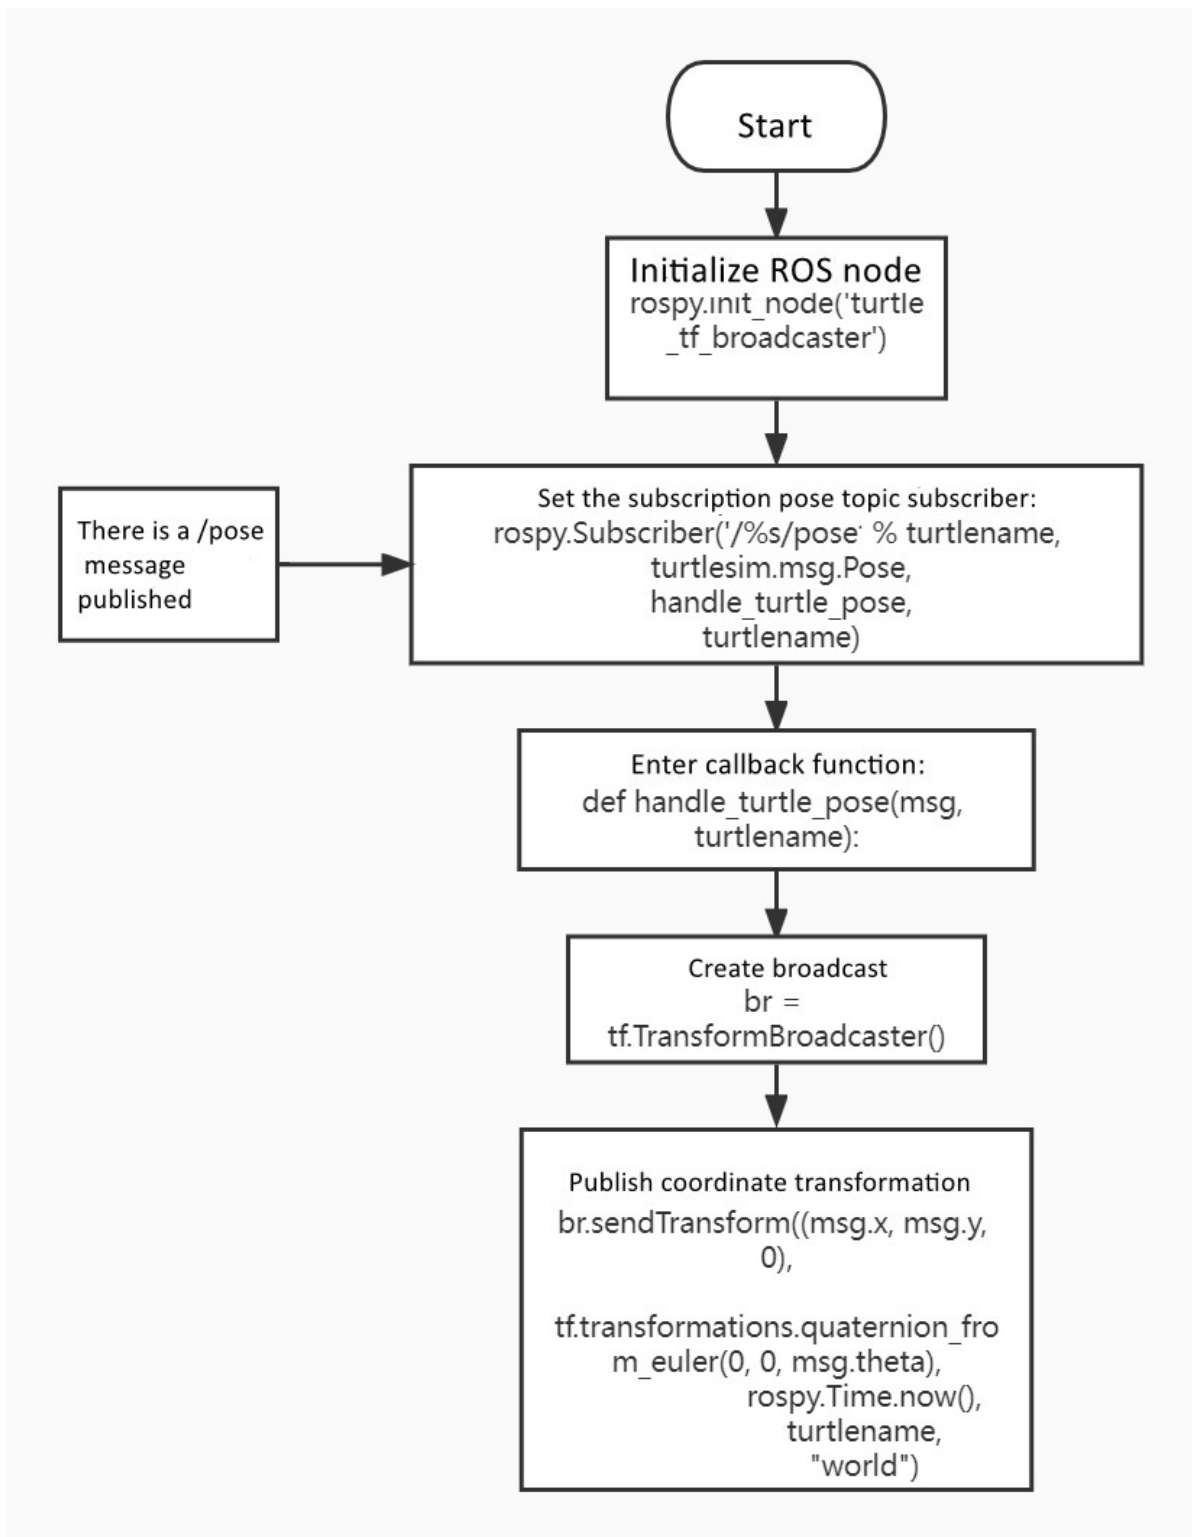 Start
Initialize ROS node
rospy.init_node('turtle
_tf_broadcaster')
There is a /pose
message
published
Set the subscription pose topic subscriber:
rospy.Subscriber('/%s/pose' % turtlename,
turtlesim.msg.Pose,
handle_turtle_pose,
turtlename)
Enter callback function:
def handle_turtle_pose(msg,
turtlename):
Create broadcast
br =
tf.TransformBroadcaster()
Publish coordinate transformation
br.sendTransform((msg.x, msg.y,
0),
tf.transformations.quaternion_fro
m_euler(0, 0, msg.theta),
rospy.Time.now(),
turtlename,
"world")